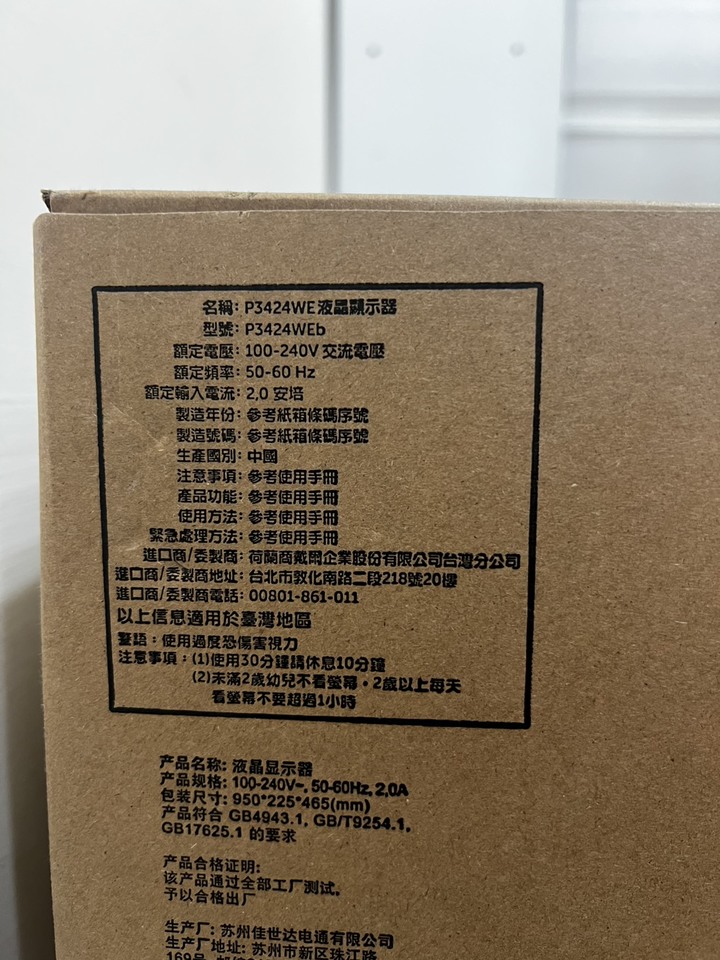 名稱: P3424WE 液晶顯示器
型號: P3424WEb
額定電壓: 100-240V 交流電壓
額定頻率: 50-60 Hz
額定輸入電流: 2,0 安培
製造年份: 參考紙箱條碼序號
製造號碼: 參考紙箱條碼序號
生產國別: 中國
注意事項: 參考使用手冊
產品功能: 參考使用手冊
使用方法: 參考使用手冊
緊急處理方法: 參考使用手冊
進口商/委製商: 荷蘭商戴爾企業股份有限公司台灣分公司
進口商/委製商地址: 台北市敦化南路二段218號20樓
進口商/委製商電話: 00801-861-011
以上信息適用於臺灣地區
警語：使用過度恐傷害視力
注意事項：(1)使用30分鐘請休息10分鐘
(2)未滿2歲幼兒不看螢幕，2歲以上每天
看螢幕不要超過1小時
产品名称: 液晶显示器
产品规格: 100-240V~, 50-60Hz, 2,0A
包装尺寸: 950*225*465(mm)
产品符合 GB4943.1, GB/T9254.1,
GB17625.1 的要求
产品合格证明:
该产品通过全部工厂测试,
予以合格出厂
生产厂: 苏州佳世达电通有限公司
生产厂地址: 苏州市新区珠江路
169号